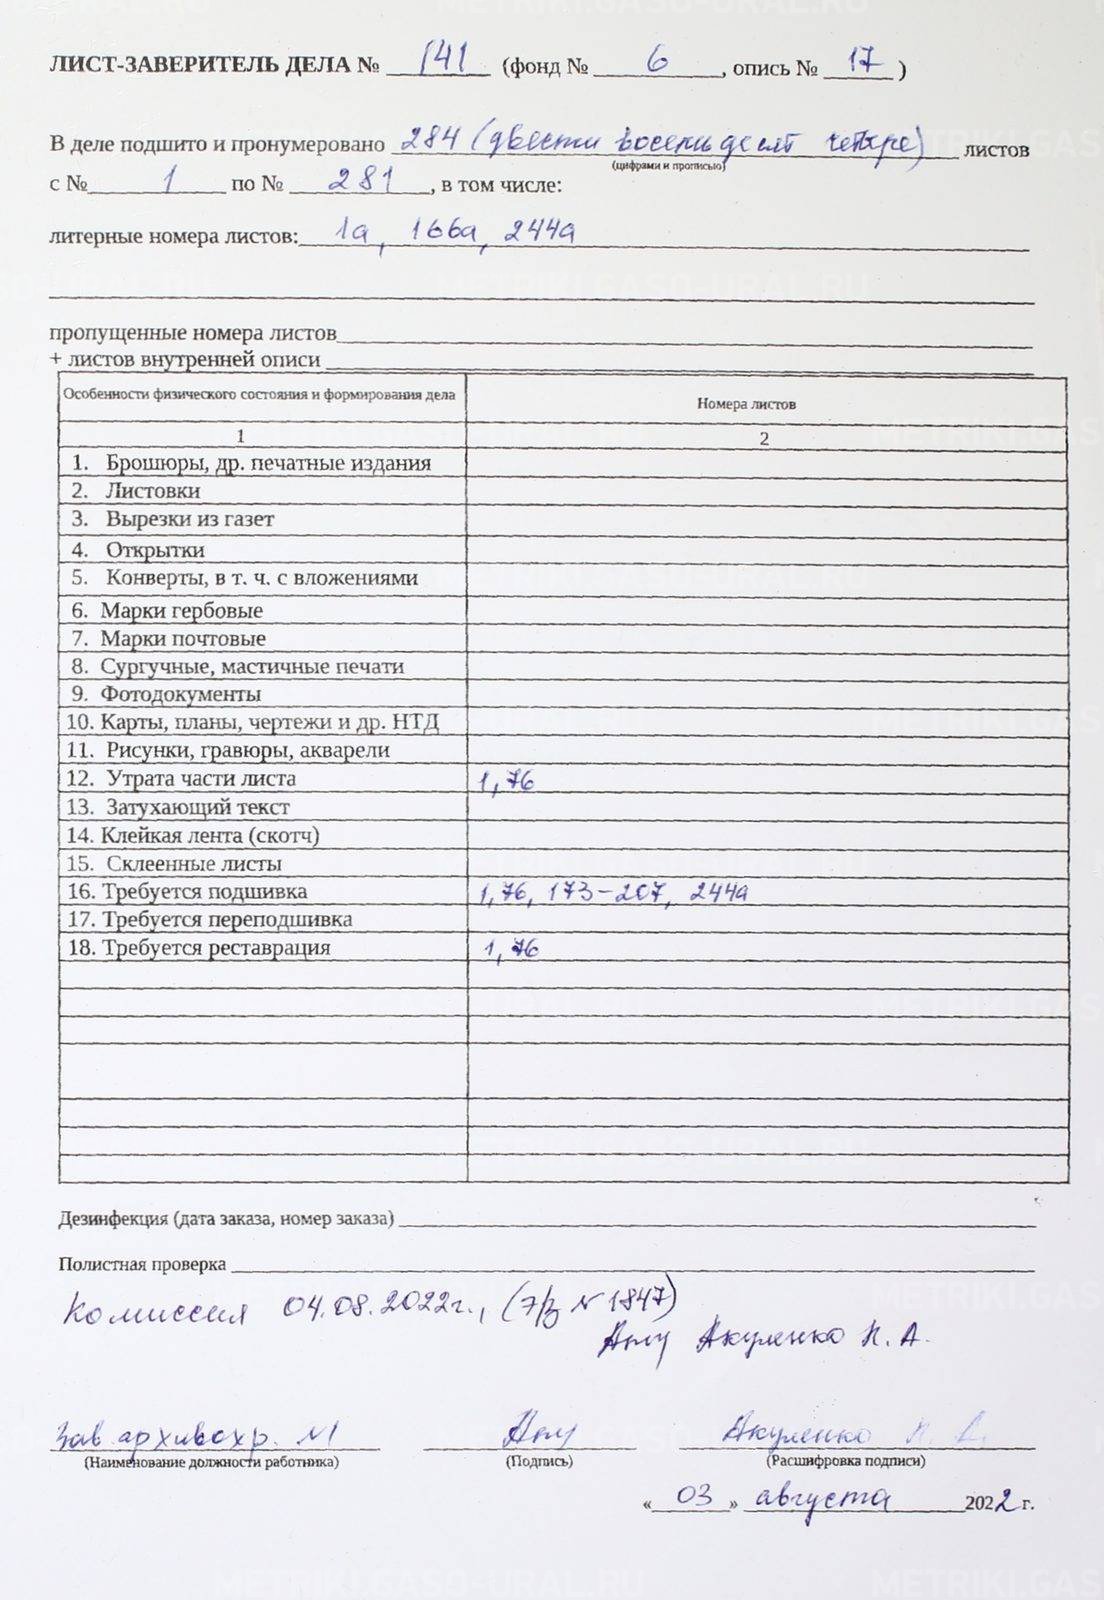 ЛИСТ-ЗАВЕРИТЕЛЬ ДЕЛА № 141 (фонд № 6, опись № 17)
В деле подшито и пронумеровано 284 (двести восемьдесят четыре) листов
(цифрами и прописью)
с № 1 по № 281, в том числе:
литерные номера листов: 1а, 166а, 244а
пропущенные номера листов
+ листов внутренней описи
Особенности физического состояния и формирования дела Номера листов
1 2
1. Брошюры, др. печатные издания
2. Листовки
3. Вырезки из газет
4. Открытки
5. Конверты, в т. ч. с вложениями
6. Марки гербовые
7. Марки почтовые
8. Сургучные, мастичные печати
9. Фотодокументы
10. Карты, планы, чертежи и др. НТД
11. Рисунки, гравюры, акварели
12. Утрата части листа 1, 76
13. Затухающий текст
14. Клейкая лента (скотч)
15. Склеенные листы
16. Требуется подшивка 1, 76, 173-207, 244а
17. Требуется переподшивка
18. Требуется реставрация 1, 76
Дезинфекция (дата заказа, номер заказа)
Полистная проверка
Комиссия 04.08.2022г., (т/з №1847)
Акуленко Н. А.
Зав. архивохр. №1 Акуленко Н. А.
(Наименование должности работника) (Подпись) (Расшифровка подписи)
«03» августа 2022 г.
METRIKI.GASO-URAL.RU